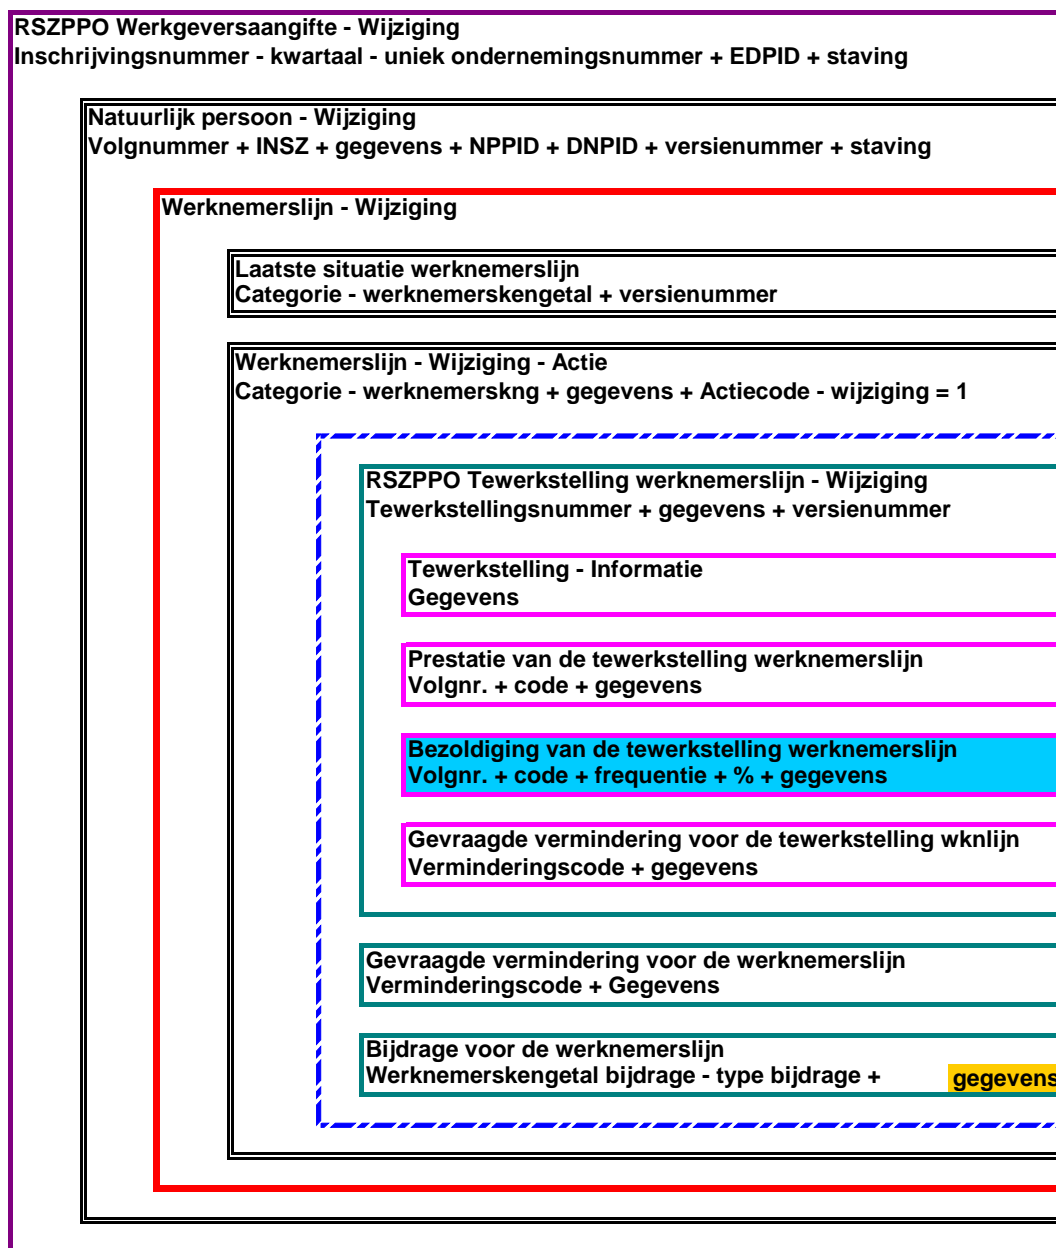 RSZPPO Werkgeversaangifte - Wijziging
Inschrijvingsnummer - kwartaal - uniek ondernemingsnummer + EDPID + staving
Natuurlijk persoon - Wijziging
Volgnummer + INSZ + gegevens + NPPID + DNPID + versienummer + staving
Werknemerslijn - Wijziging
Laatste situatie werknemerslijn
Categorie - werknemerskengetal + versienummer
Werknemerslijn - Wijziging - Actie
Categorie - werknemerskng + gegevens + Actiecode - wijziging = 1
RSZPPO Tewerkstelling werknemerslijn - Wijziging
Tewerkstellingsnummer + gegevens + versienummer
Tewerkstelling - Informatie
Gegevens
Prestatie van de tewerkstelling werknemerslijn
Volgnr. + code + gegevens
Bezoldiging van de tewerkstelling werknemerslijn
Volgnr. + code + frequentie + % + gegevens
Gevraagde vermindering voor de tewerkstelling wknlijn
Verminderingscode + gegevens
Gevraagde vermindering voor de werknemerslijn
Verminderingscode + Gegevens
Bijdrage voor de werknemerslijn
Werknemerskengetal bijdrage - type bijdrage + gegevens